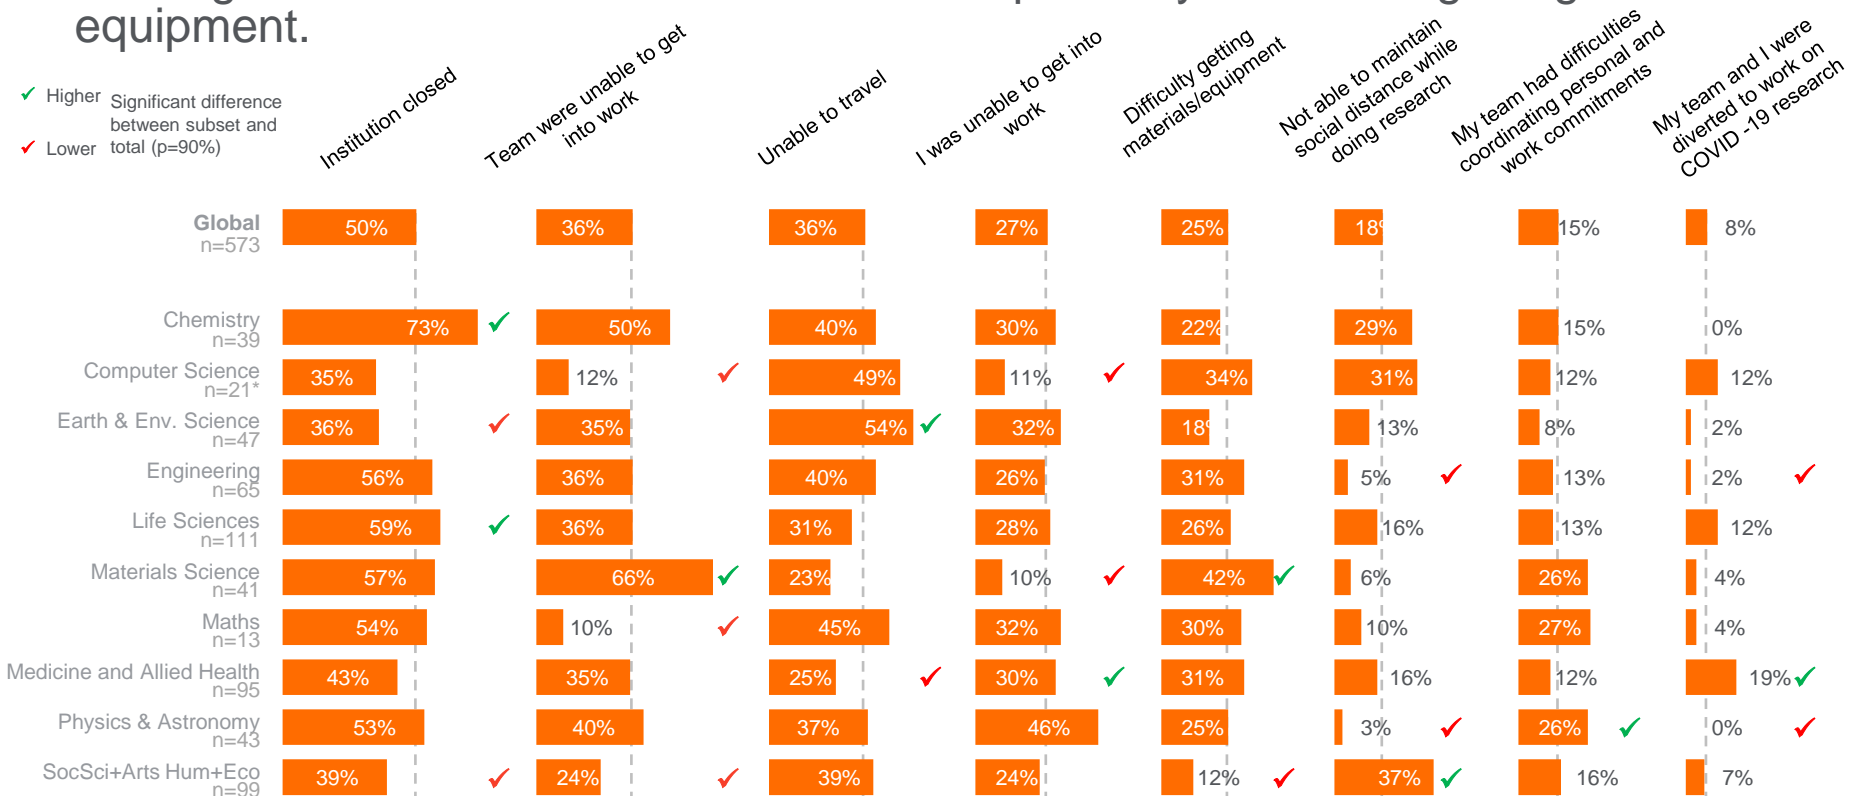 equipment.
Higher
Lower
Significant difference
between subset and
total (p=90%)
Institution closed
Team were unable to get
into work
Unable to travel
I was unable to get into
work
Difficulty getting
materials/equipment
Not able to maintain
social distance while
doing research
My team had difficulties
coordinating personal and
work commitments
My team and I were
diverted to work on
COVID -19 research
Global
n=573
50% 36% 36% 27% 25% 18% 15% 8%
Chemistry
n=39
73% 50% 40% 30% 22% 29% 15% 0%
Computer Science
n=21*
35% 12% 49% 11% 34% 31% 12% 12%
Earth & Env. Science
n=47
36% 35% 54% 32% 18% 13% 8% 2%
Engineering
n=65
56% 36% 40% 26% 31% 5% 13% 2%
Life Sciences
n=111
59% 36% 31% 28% 26% 16% 13% 12%
Materials Science
n=41
57% 66% 23% 10% 42% 6% 26% 4%
Maths
n=13
54% 10% 45% 32% 30% 10% 27% 4%
Medicine and Allied Health
n=95
43% 35% 25% 30% 31% 16% 12% 19%
Physics & Astronomy
n=43
53% 40% 37% 46% 25% 3% 26% 0%
SocSci+Arts Hum+Eco
n=99
39% 24% 39% 24% 12% 37% 16% 7%